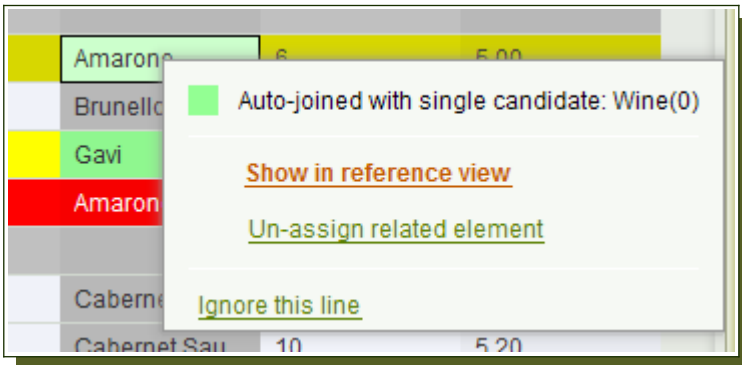 Amarone 6 5.00
Brunello
Auto-joined with single candidate: Wine(0)
Gavi
Show in reference view
Amaron
Un-assign related element
Caberne
Ignore this line
Cabernet Sau 10 5.20